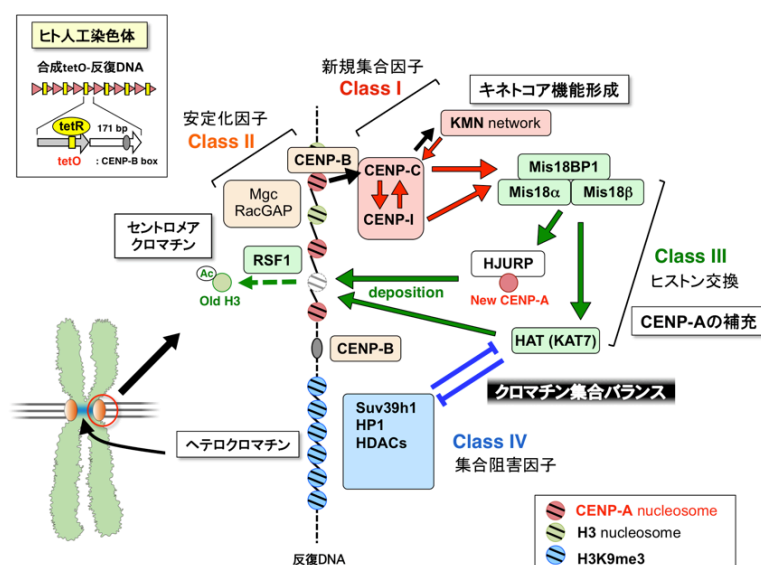 ヒト人工染色体
合成tetO-反復DNA
tetR
171 bp
tetO
: CENP-B box
新規集合因子
Class I
キネトコア機能形成
安定化因子
Class II
KMN network
CENP-B
CENP-C
CENP-I
Mgc
RacGAP
Mis18BP1
Mis18α
Mis18β
セントロメア
クロマチン
RSF1
Ac
Old H3
HJURP
New CENP-A
deposition
Class III
ヒストン交換
CENP-Aの補充
CENP-B
HAT (KAT7)
クロマチン集合バランス
Suv39h1
HP1
HDACs
Class IV
集合阻害因子
ヘテロクロマチン
CENP-A nucleosome
H3 nucleosome
H3K9me3
反復DNA